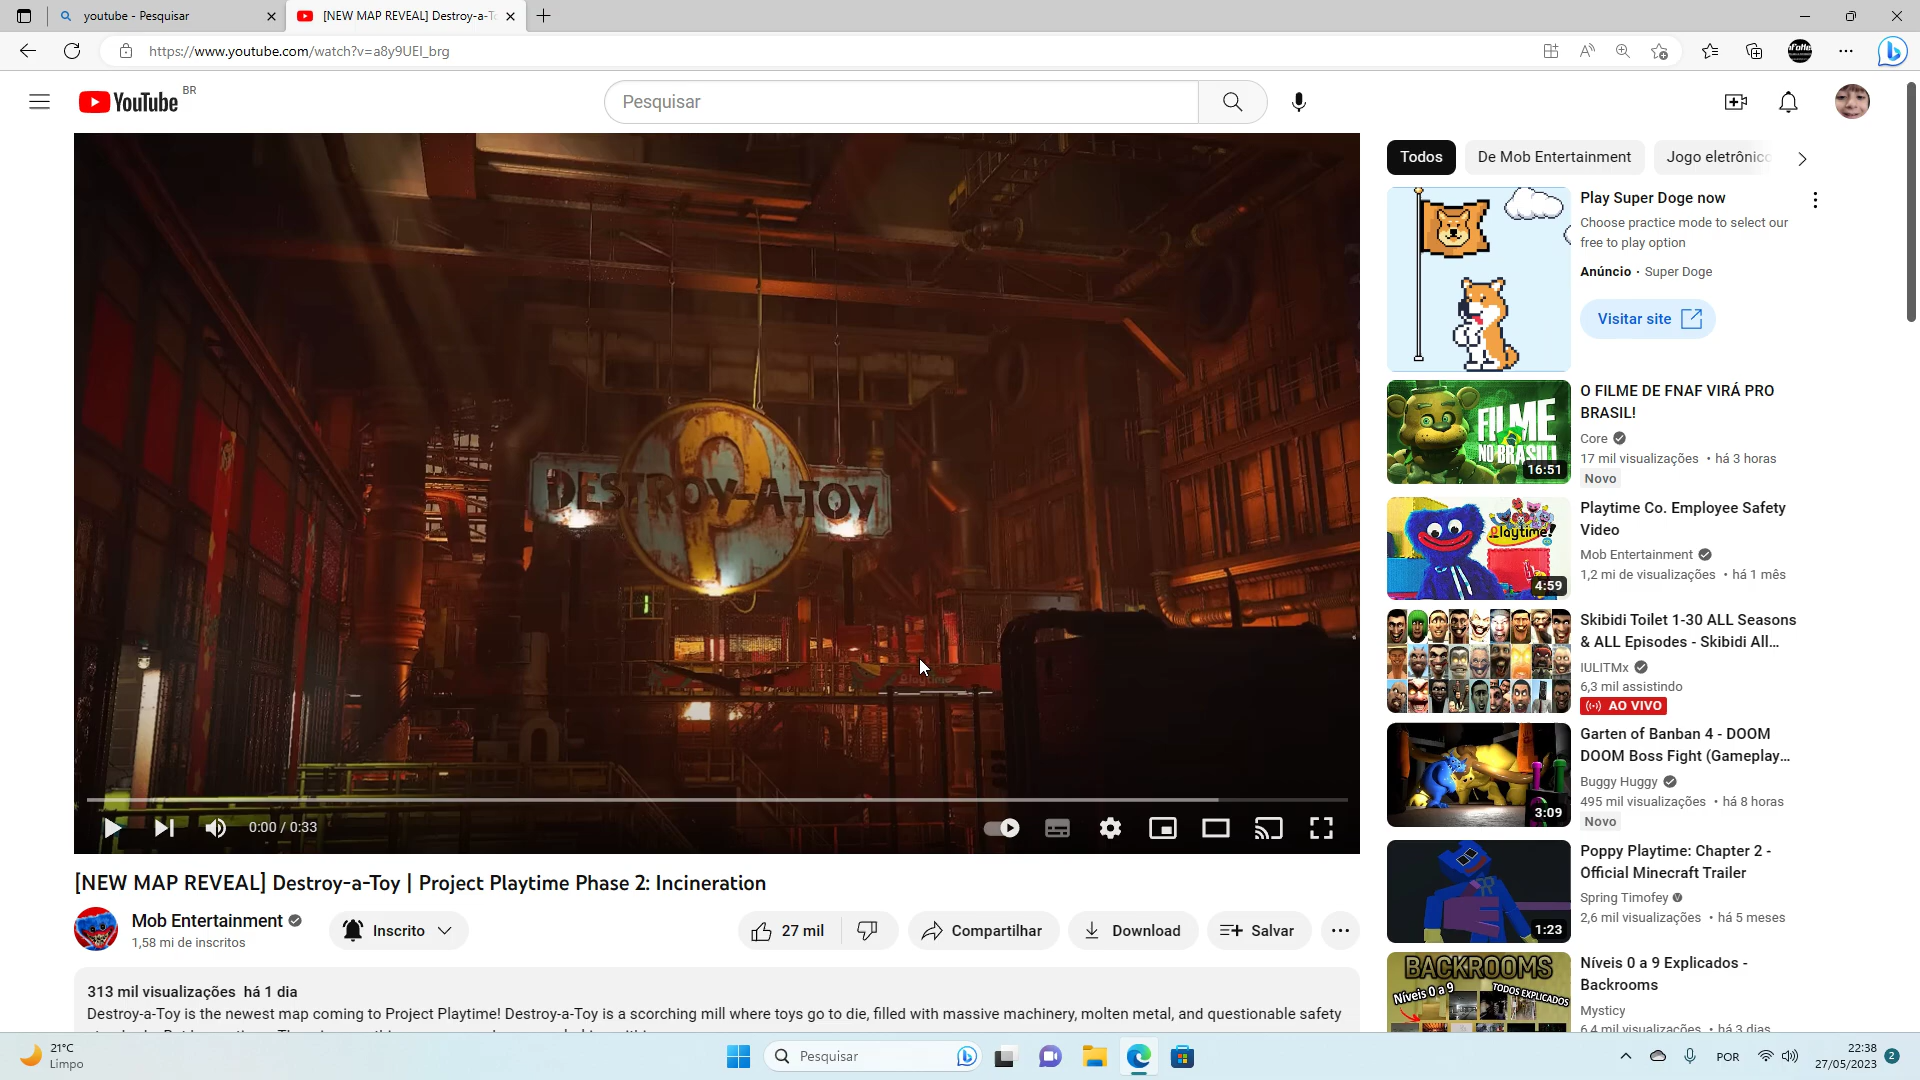 youtube - Pesquisar
[NEW MAP REVEAL] Destroy-a-To
https://www.youtube.com/watch?v=a8y9UEI_brg
YouTube BR
Pesquisar
DESTROY-A-TOY
0:00 / 0:33
[NEW MAP REVEAL] Destroy-a-Toy | Project Playtime Phase 2: Incineration
Mob Entertainment
1,58 mi de inscritos
Inscrito
27 mil
Compartilhar
Download
Salvar
313 mil visualizações há 1 dia
Destroy-a-Toy is the newest map coming to Project Playtime! Destroy-a-Toy is a scorching mill where toys go to die, filled with massive machinery, molten metal, and questionable safety
Todos
De Mob Entertainment
Jogo eletrônico
Play Super Doge now
Choose practice mode to select our
free to play option
Anúncio · Super Doge
Visitar site
FILME
NO BRASIL!
16:51
O FILME DE FNAF VIRÁ PRO
BRASIL!
Core
17 mil visualizações • há 3 horas
Novo
Playtime
4:59
Playtime Co. Employee Safety
Video
Mob Entertainment
1,2 mi de visualizações • há 1 mês
Skibidi Toilet 1-30 ALL Seasons
& ALL Episodes - Skibidi All...
IULITMx
6,3 mil assistindo
AO VIVO
3:09
Garten of Banban 4 - DOOM
DOOM Boss Fight (Gameplay...
Buggy Huggy
495 mil visualizações • há 8 horas
Novo
1:23
Poppy Playtime: Chapter 2 -
Official Minecraft Trailer
Spring Timofey
2,6 mil visualizações • há 5 meses
BACKROOMS
Níveis 0 a 9
TODOS EXPLICADOS
Níveis 0 a 9 Explicados -
Backrooms
Mysticy
6,4 mil visualizações • há 3 dias
21°C
Limpo
Pesquisar
POR
22:38
27/05/2023
2